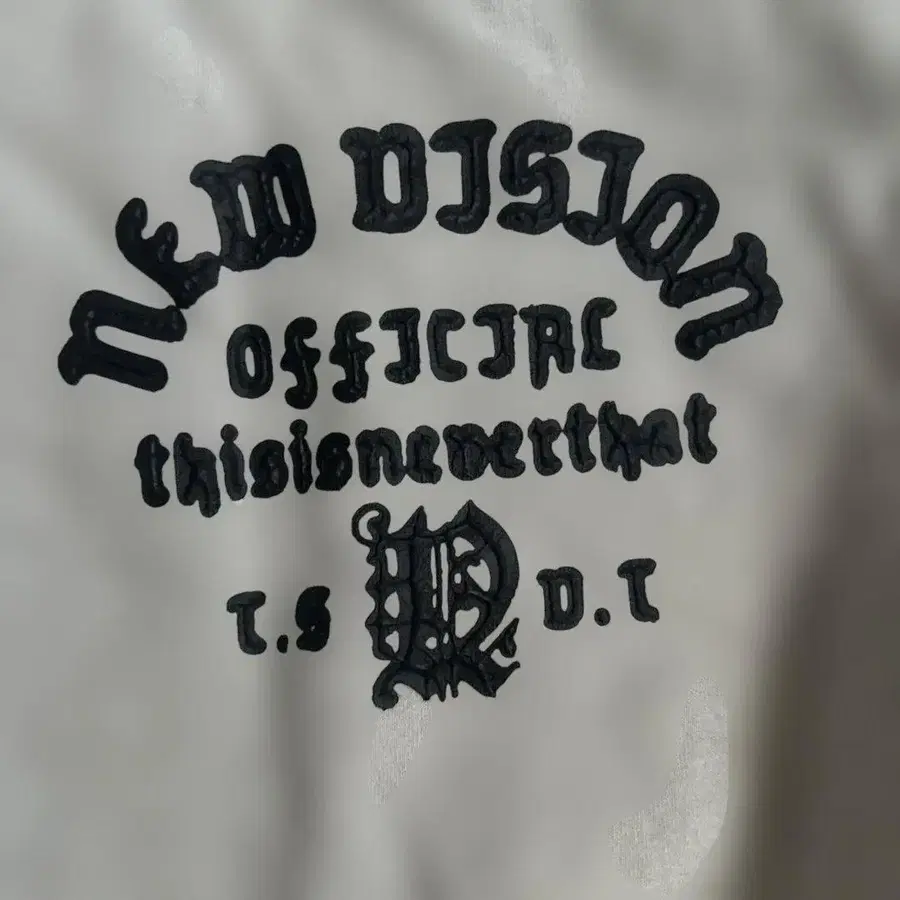 NEW VISION
OFFICIAL
thisisneverthat
T.S N V.T